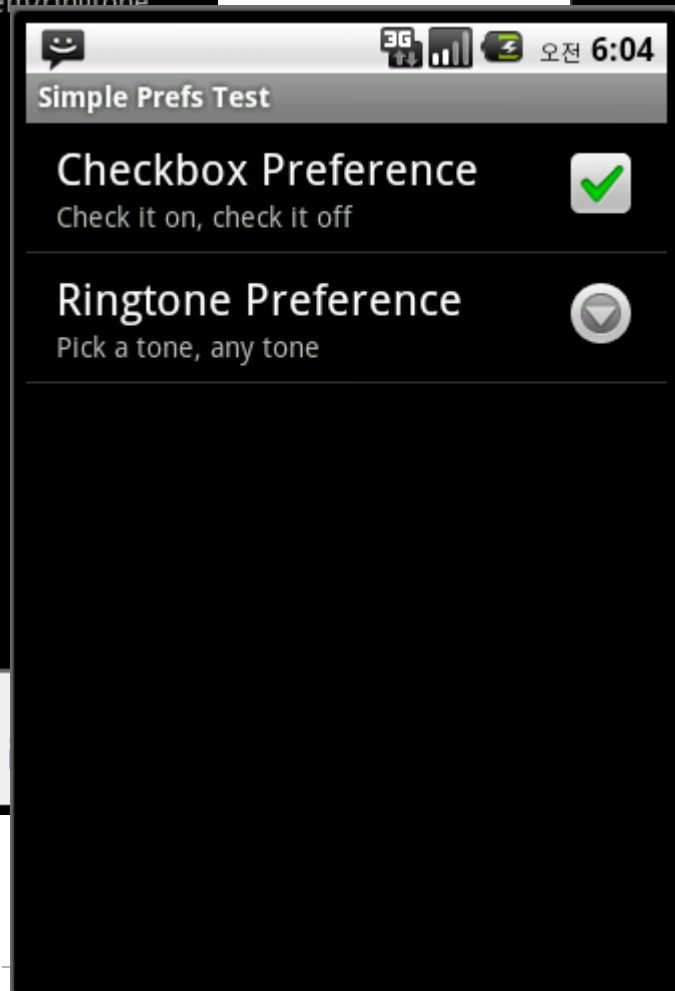 3G 오전 6:04
Simple Prefs Test
Checkbox Preference
Check it on, check it off
Ringtone Preference
Pick a tone, any tone